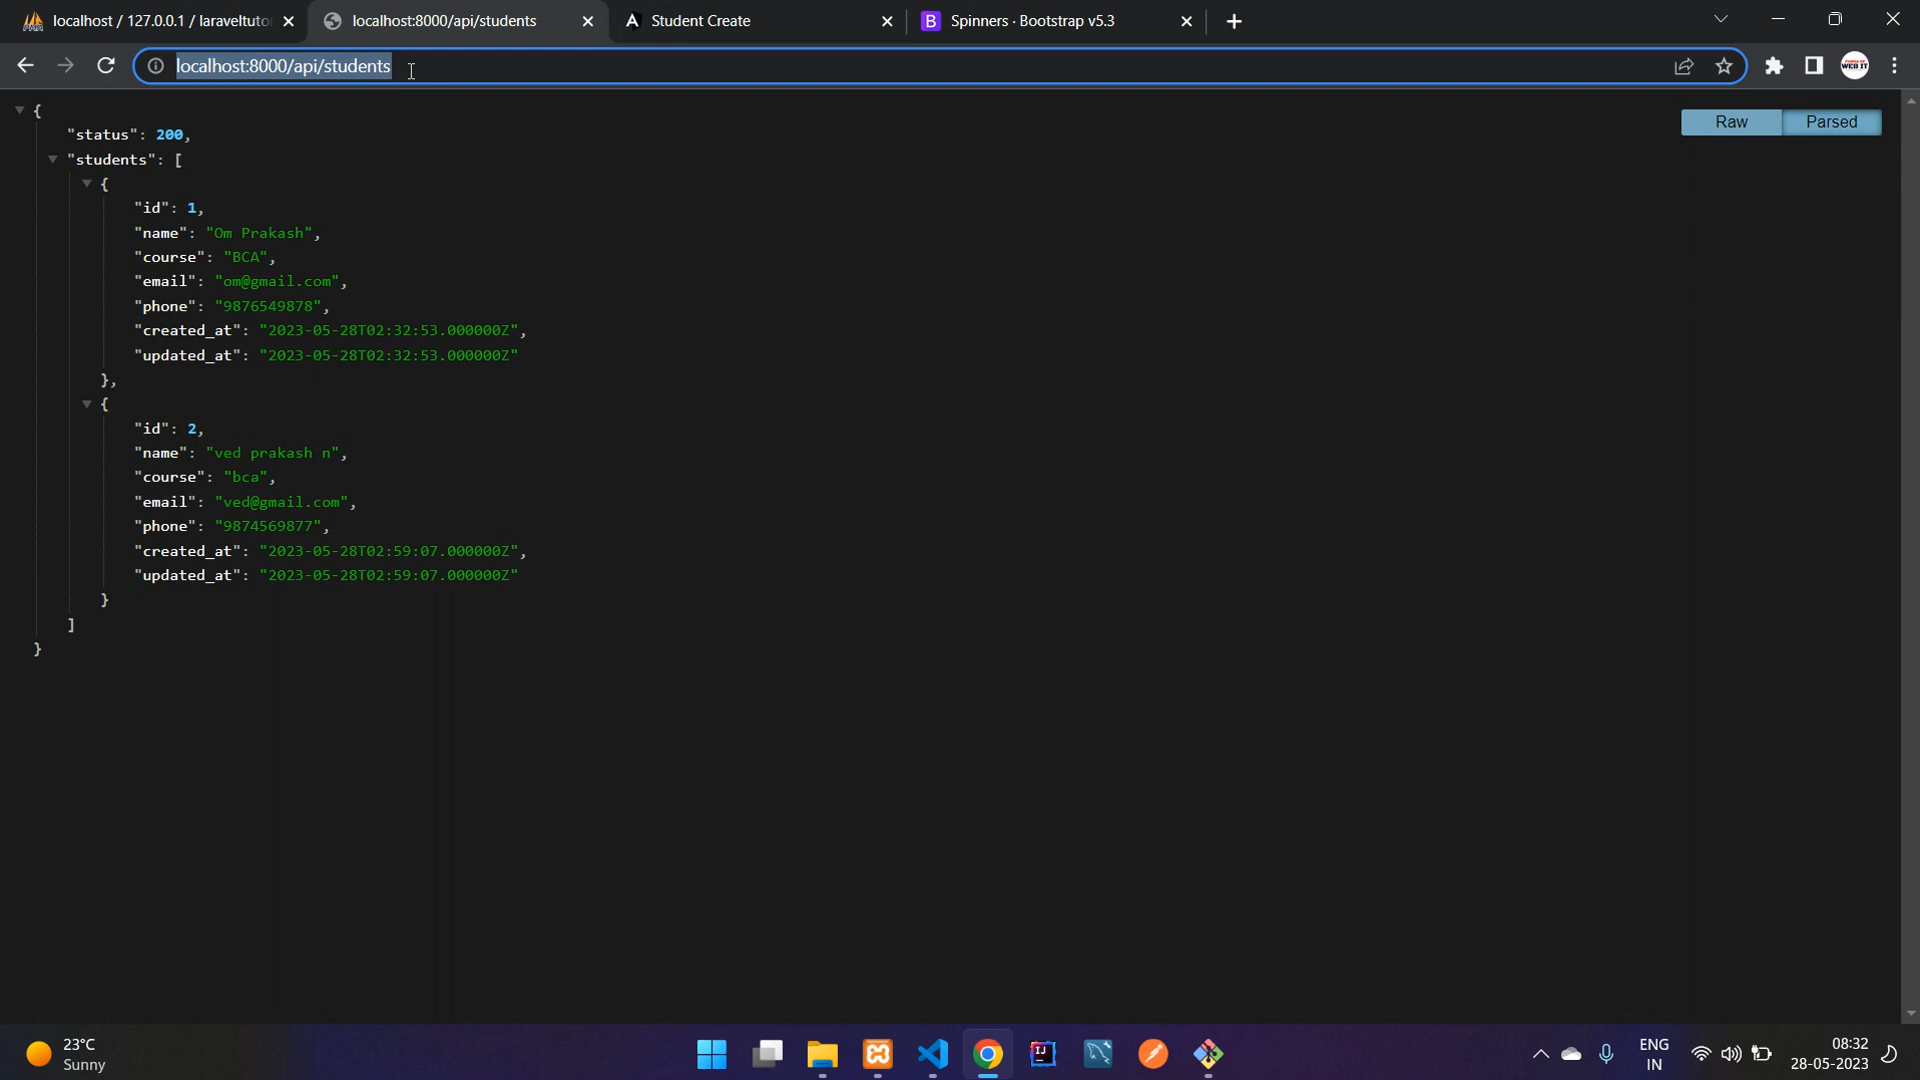 localhost / 127.0.0.1 / laraveltuto
localhost:8000/api/students
Student Create
Spinners · Bootstrap v5.3
localhost:8000/api/students
Raw
Parsed
{
"status": 200,
"students": [
{
"id": 1,
"name": "Om Prakash",
"course": "BCA",
"email": "om@gmail.com",
"phone": "9876549878",
"created_at": "2023-05-28T02:32:53.000000Z",
"updated_at": "2023-05-28T02:32:53.000000Z"
},
{
"id": 2,
"name": "ved prakash n",
"course": "bca",
"email": "ved@gmail.com",
"phone": "9874569877",
"created_at": "2023-05-28T02:59:07.000000Z",
"updated_at": "2023-05-28T02:59:07.000000Z"
}
]
}
23°C
Sunny
ENG
IN
08:32
28-05-2023